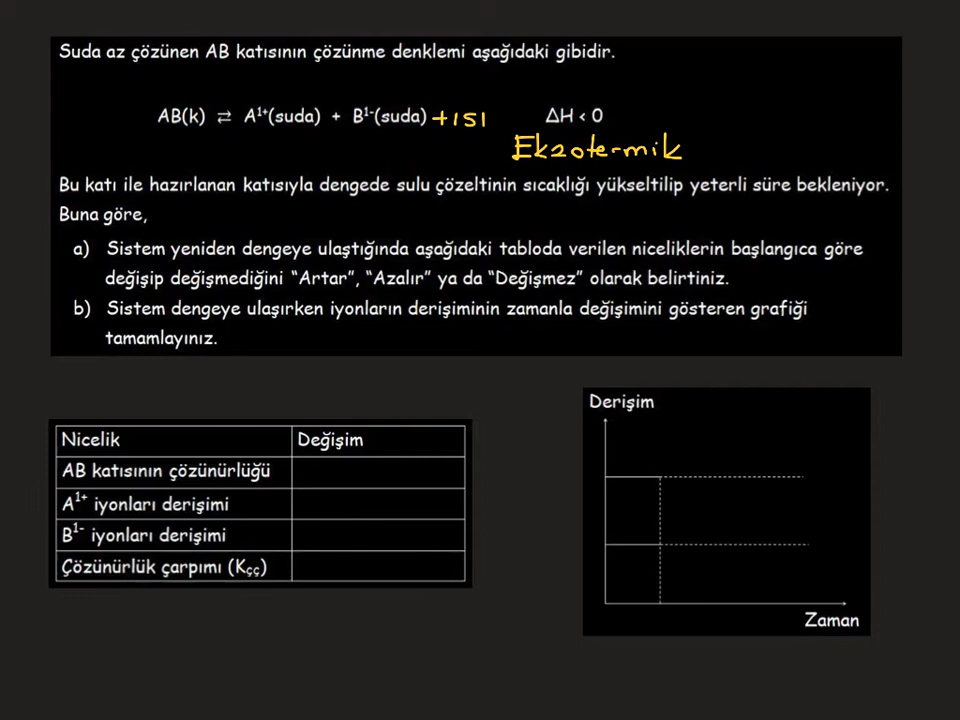 Suda az çözünen AB katısının çözünme denklemi aşağıdaki gibidir.
AB(k) ⇄ A¹⁺(suda) + B¹⁻(suda) +ısı ΔH < 0
Ekzotermik
Bu katı ile hazırlanan katısıyla dengede sulu çözeltinin sıcaklığı yükseltilip yeterli süre bekleniyor.
Buna göre,
a) Sistem yeniden dengeye ulaştığında aşağıdaki tabloda verilen niceliklerin başlangıca göre
değişip değişmediğini “Artar”, “Azalır” ya da “Değişmez” olarak belirtiniz.
b) Sistem dengeye ulaşırken iyonların derişiminin zamanla değişimini gösteren grafiği
tamamlayınız.
Nicelik Değişim
AB katısının çözünürlüğü
A¹⁺ iyonları derişimi
B¹⁻ iyonları derişimi
Çözünürlük çarpımı (Kçç)
Derişim
Zaman